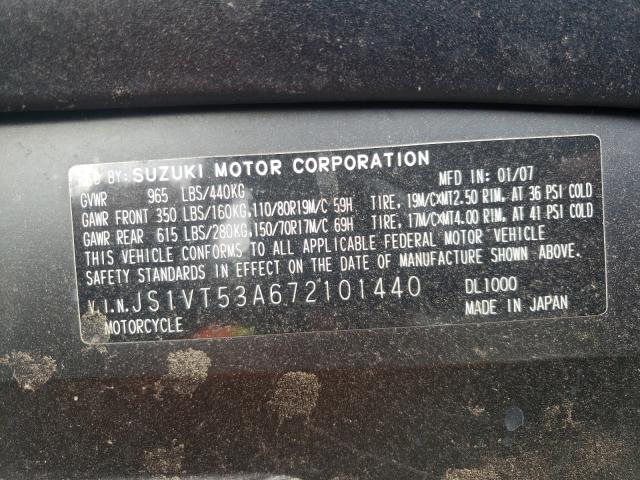 BY: SUZUKI MOTOR CORPORATION MFD IN: 01/07
GVWR 965 LBS/440KG
GAWR FRONT 350 LBS/160KG, 110/80R19M/C 59H TIRE, 19M/C×MT2.50 RIM, AT 36 PSI COLD
GAWR REAR 615 LBS/280KG, 150/70R17M/C 69H TIRE, 17M/C×MT4.00 RIM, AT 41 PSI COLD
THIS VEHICLE CONFORMS TO ALL APPLICABLE FEDERAL MOTOR VEHICLE
SAFETY STANDARDS IN EFFECT ON THE DATE OF MANUFACTURE SHOWN ABOVE.
V.I.N. JS1VT53A672101440 DL1000
MOTORCYCLE MADE IN JAPAN